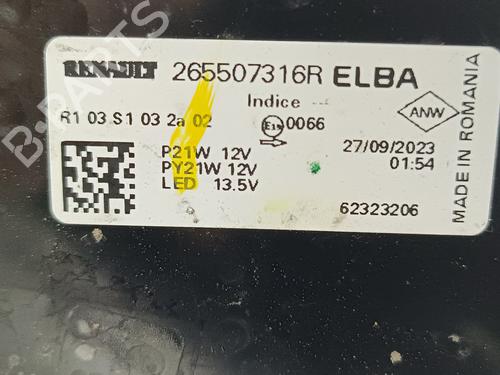 RENAULT 265507316R ELBA
Indice
R1 03 S1 03 2a 02
E19 0066
ANW
P21W 12V
PY21W 12V
LED 13.5V
27/09/2023
01:54
62323206
MADE IN ROMANIA
B-PARTS